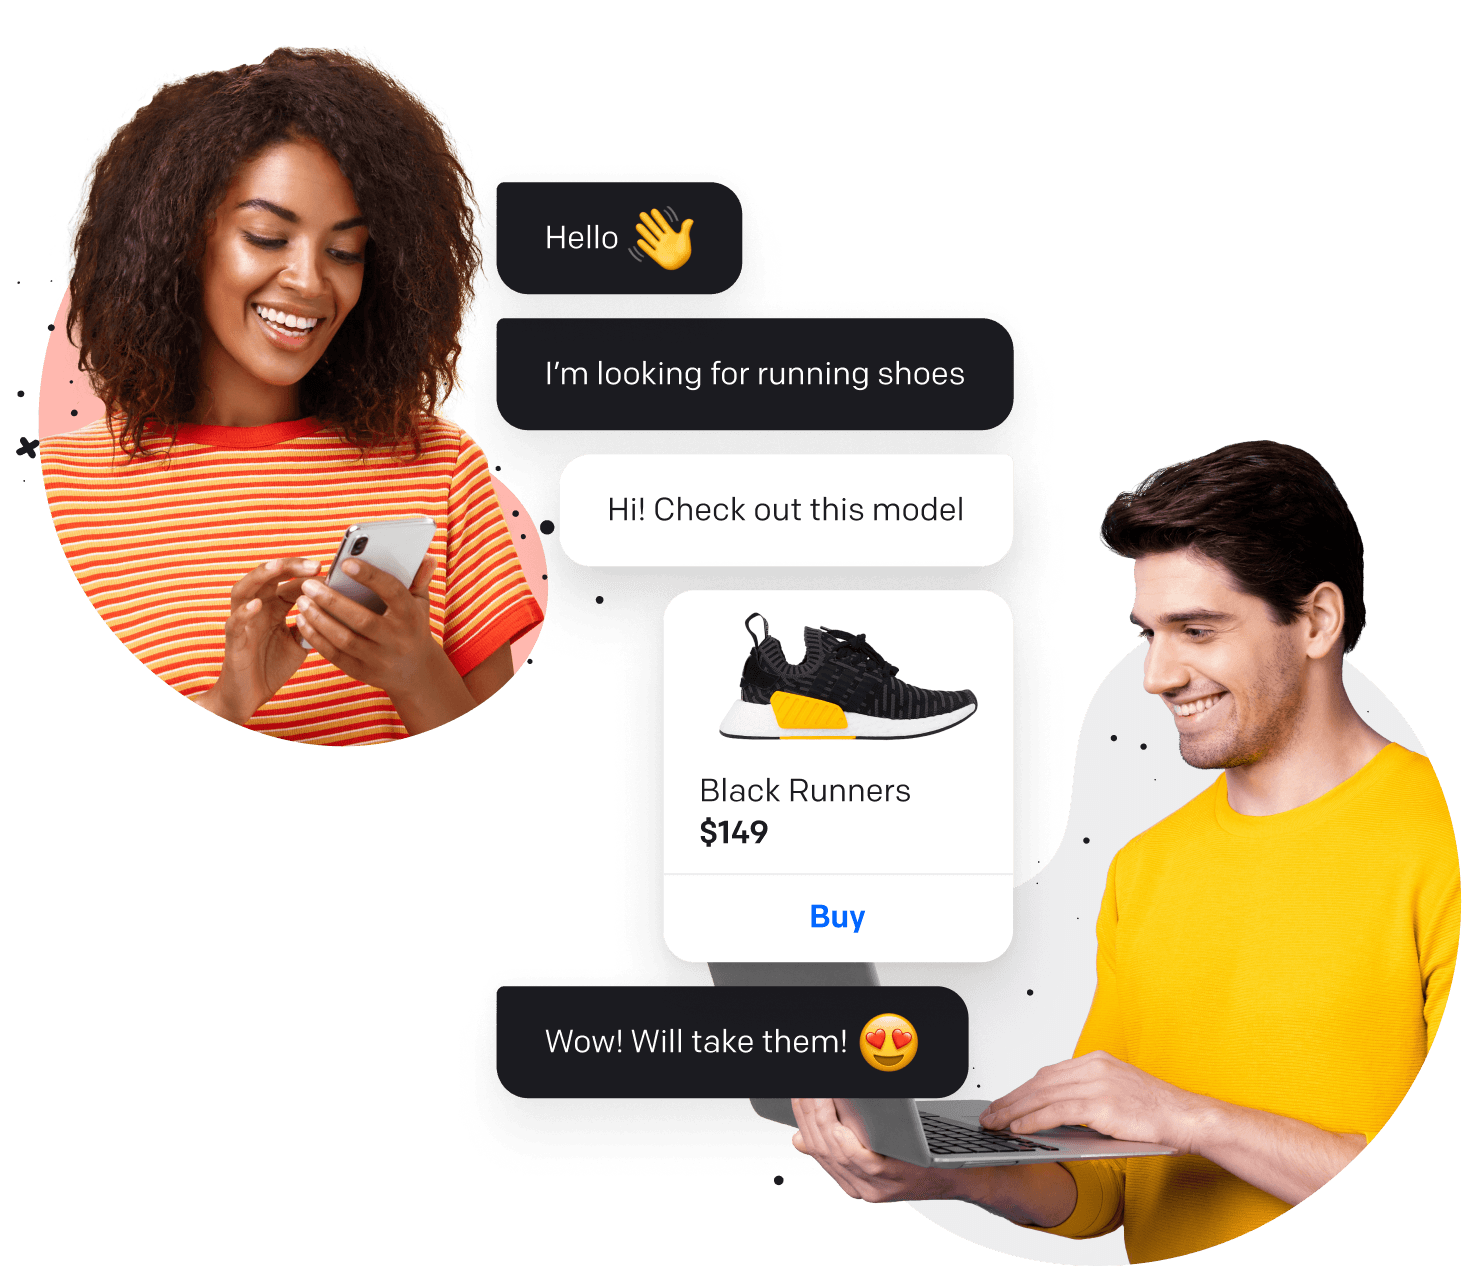 Hello 👋
I’m looking for running shoes
Hi! Check out this model
Black Runners
$149
Buy
Wow! Will take them! 😍